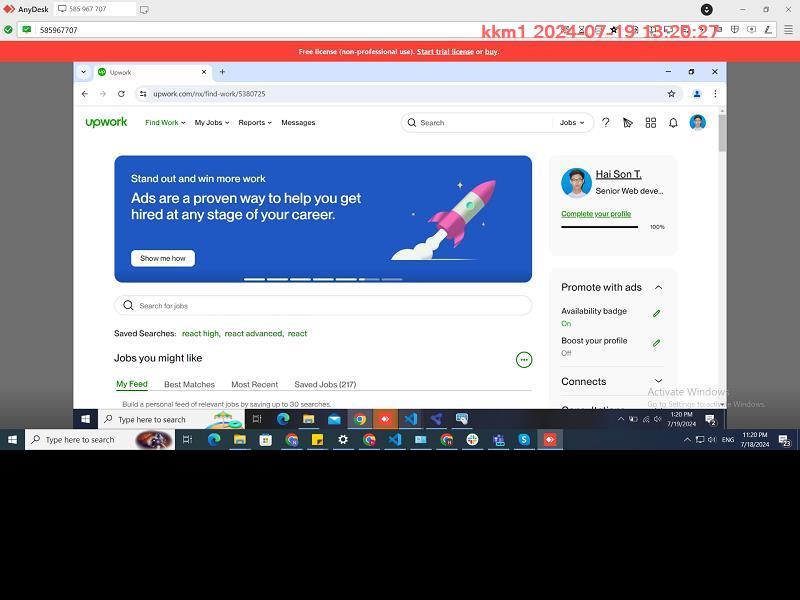 AnyDesk
585 967 707
585967707
kkm1 2024-07-19 13:20:27
Free license (non-professional use). Start trial license or buy.
Upwork
upwork.com/nx/find-work/5380725
upwork
Find Work
My Jobs
Reports
Messages
Search
Jobs
Stand out and win more work
Ads are a proven way to help you get
hired at any stage of your career.
Show me how
Hai Son T.
Senior Web deve...
Complete your profile
100%
Search for jobs
Promote with ads
Availability badge
On
Boost your profile
Off
Saved Searches: react high, react advanced, react
Jobs you might like
My Feed
Best Matches
Most Recent
Saved Jobs (217)
Connects
Build a personal feed of relevant jobs by saving up to 30 searches.
Activate Windows
Go to Settings to activate Windows.
Type here to search
1:20 PM
7/19/2024
2
Type here to search
ENG
11:20 PM
7/18/2024
23